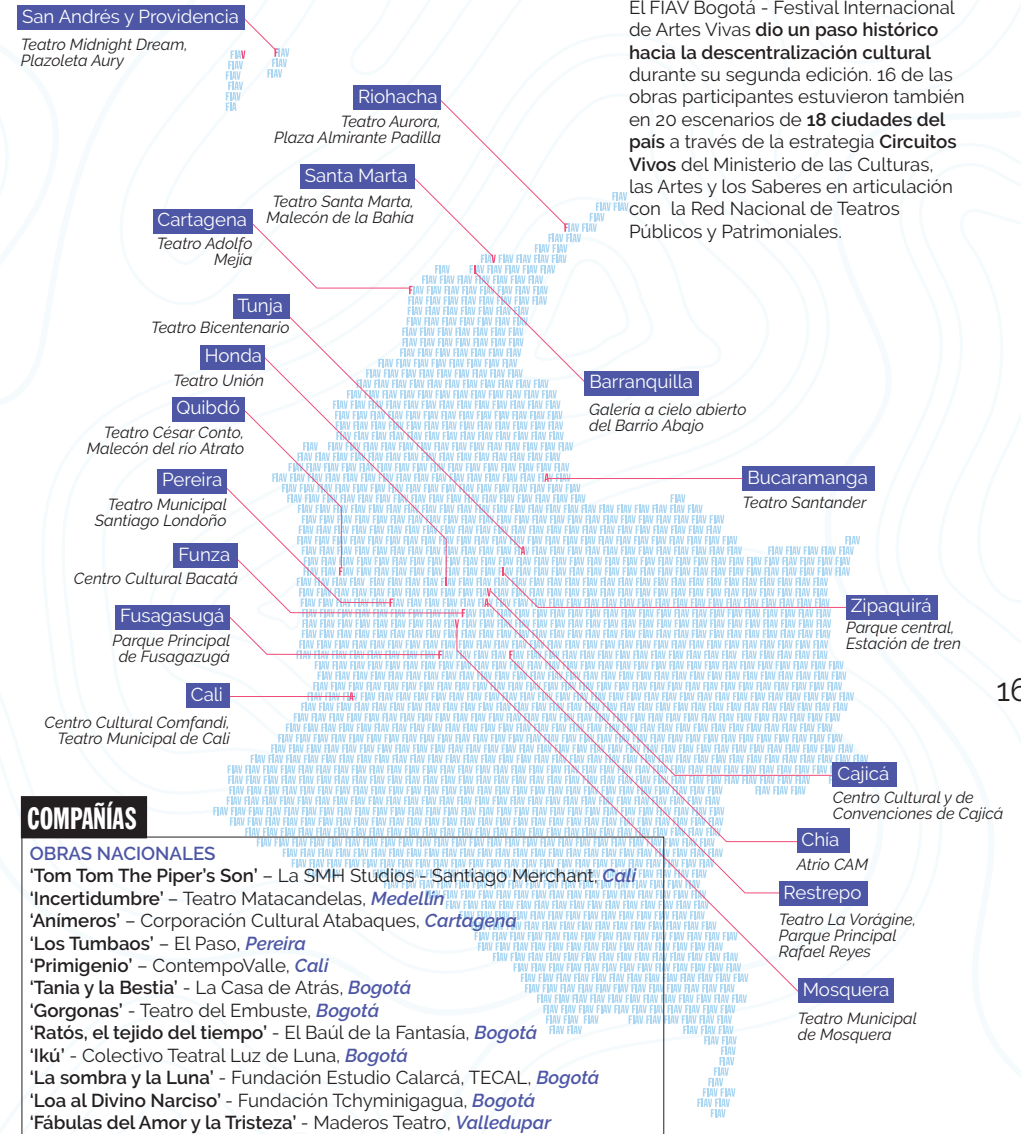 San Andrés y Providencia
Teatro Midnight Dream,
Plazoleta Aury
El FIAV Bogotá - Festival Internacional
de Artes Vivas dio un paso histórico
hacia la descentralización cultural
durante su segunda edición. 16 de las
obras participantes estuvieron también
en 20 escenarios de 18 ciudades del
país a través de la estrategia Circuitos
Vivos del Ministerio de las Culturas,
las Artes y los Saberes en articulación
con la Red Nacional de Teatros
Públicos y Patrimoniales.
Riohacha
Teatro Aurora,
Plaza Almirante Padilla
Santa Marta
Teatro Santa Marta,
Malecón de la Bahía
Cartagena
Teatro Adolfo
Mejía
Tunja
Teatro Bicentenario
Honda
Teatro Unión
Quibdó
Teatro César Conto,
Malecón del río Atrato
Pereira
Teatro Municipal
Santiago Londoño
Funza
Centro Cultural Bacatá
Fusagasugá
Parque Principal
de Fusagazugá
Cali
Centro Cultural Comfandi,
Teatro Municipal de Cali
Barranquilla
Galería a cielo abierto
del Barrio Abajo
Bucaramanga
Teatro Santander
Zipaquirá
Parque central,
Estación de tren
16
Cajicá
Centro Cultural y de
Convenciones de Cajicá
Chía
Atrio CAM
Restrepo
Teatro La Vorágine,
Parque Principal
Rafael Reyes
Mosquera
Teatro Municipal
de Mosquera
COMPAÑÍAS
OBRAS NACIONALES
'Tom Tom The Piper's Son' – La SMH Studios - Santiago Merchant, Cali
'Incertidumbre' – Teatro Matacandelas, Medellín
'Anímeros' – Corporación Cultural Atabaques, Cartagena
'Los Tumbaos' – El Paso, Pereira
'Primigenio' – ContempoValle, Cali
'Tania y la Bestia' - La Casa de Atrás, Bogotá
'Gorgonas' - Teatro del Embuste, Bogotá
'Ratós, el tejido del tiempo' - El Baúl de la Fantasía, Bogotá
'Ikú' - Colectivo Teatral Luz de Luna, Bogotá
'La sombra y la Luna' - Fundación Estudio Calarcá, TECAL, Bogotá
'Loa al Divino Narciso' - Fundación Tchyminigagua, Bogotá
'Fábulas del Amor y la Tristeza' - Maderos Teatro, Valledupar